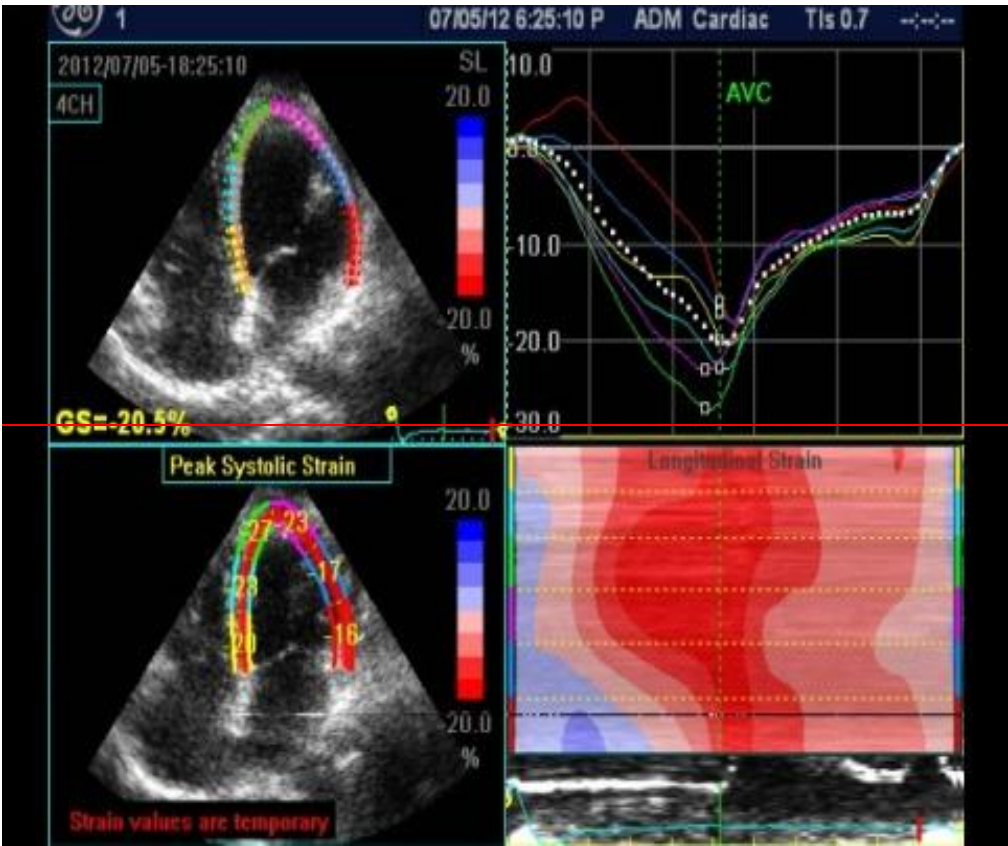 1 07/05/12 6:25:10 P ADM Cardiac TIs 0.7 --:--:--
2012/07/05-18:25:10
4CH
SL
20.0
-20.0
%
GS=-20.5%
10.0
AVC
-10.0
-20.0
-30.0
Peak Systolic Strain
20.0
-27 -23
-17
-16
-20.0
%
Strain values are temporary
Longitudinal Strain